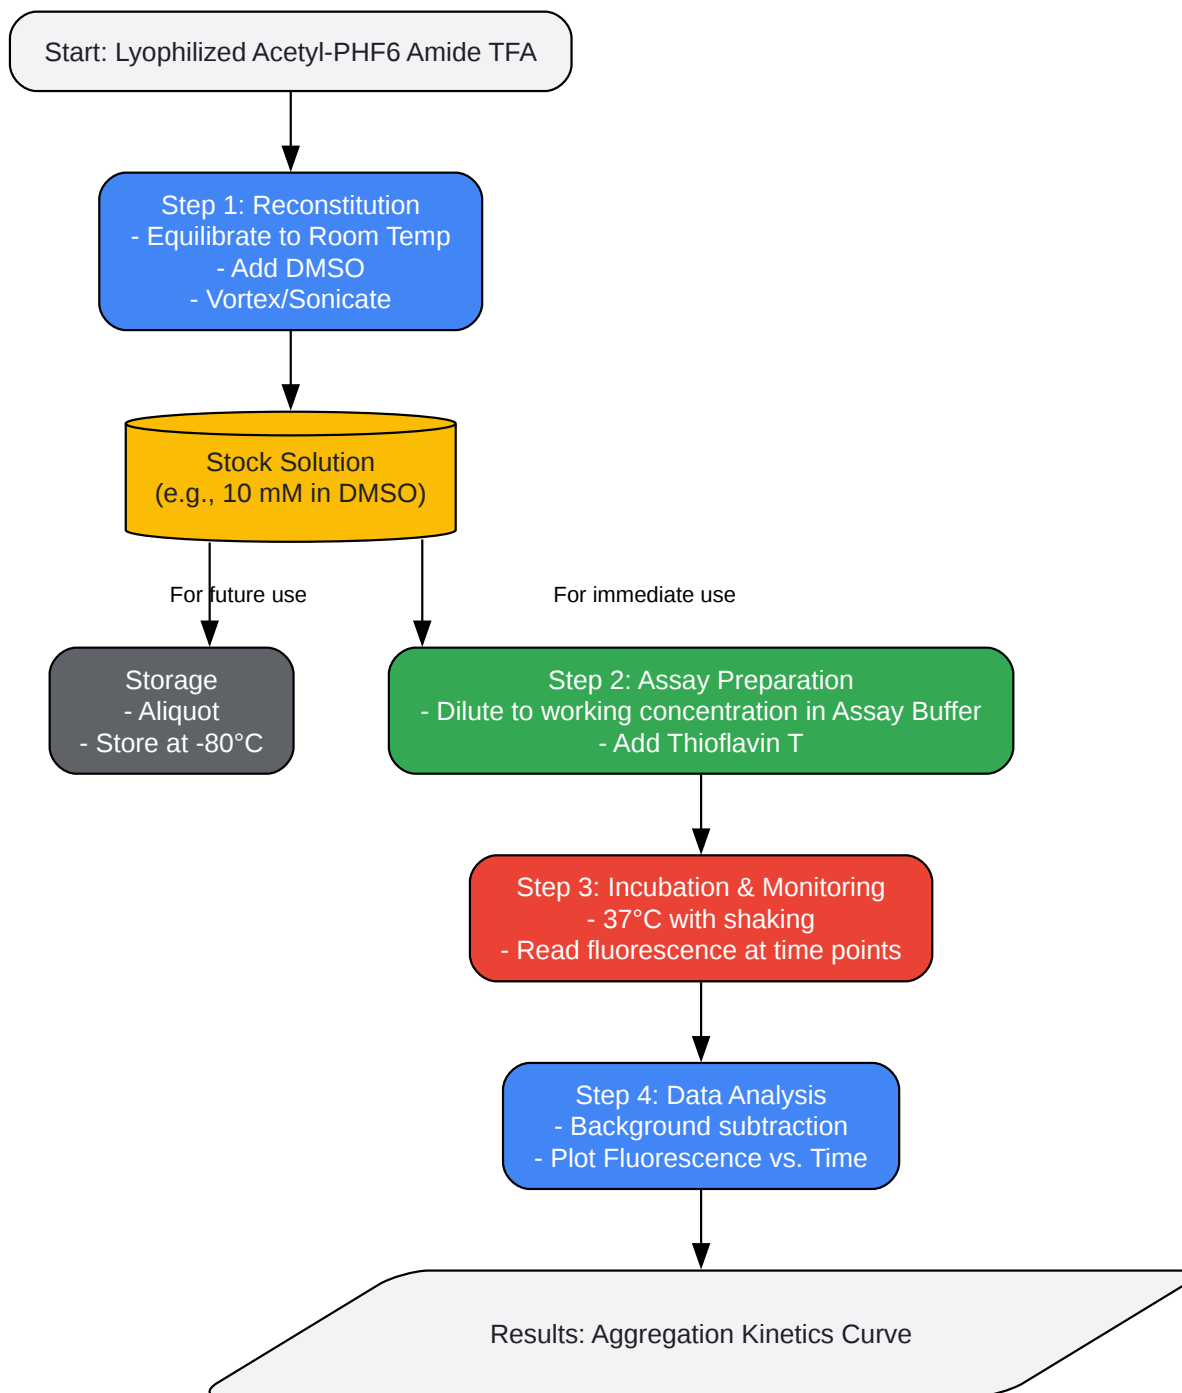 Start: Lyophilized Acetyl-PHF6 Amide TFA
Step 1: Reconstitution
- Equilibrate to Room Temp
- Add DMSO
- Vortex/Sonicate
Stock Solution
(e.g., 10 mM in DMSO)
For future use
For immediate use
Storage
- Aliquot
- Store at -80°C
Step 2: Assay Preparation
- Dilute to working concentration in Assay Buffer
- Add Thioflavin T
Step 3: Incubation & Monitoring
- 37°C with shaking
- Read fluorescence at time points
Step 4: Data Analysis
- Background subtraction
- Plot Fluorescence vs. Time
Results: Aggregation Kinetics Curve